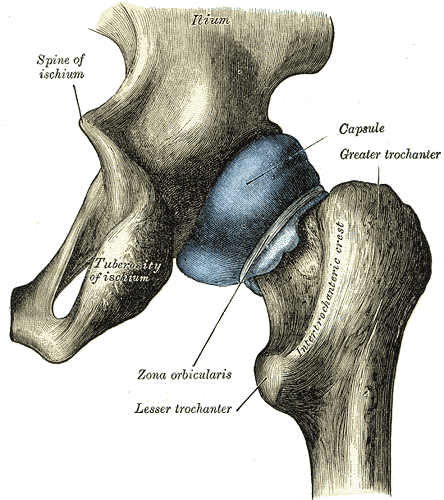 Ilium
Spine of
ischium
Capsule
Greater trochanter
Tuberosity
of ischium
Intertrochanteric crest
Zona orbicularis
Lesser trochanter